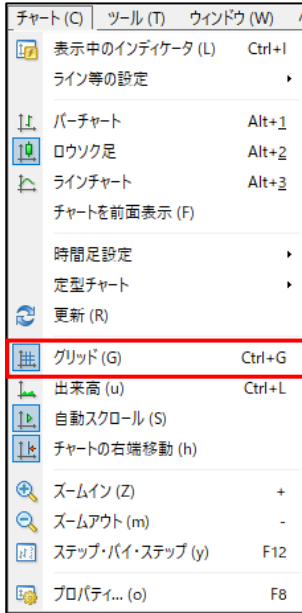 チャート(C) ツール(T) ウィンドウ(W)
表示中のインディケータ(L) Ctrl+I
ライン等の設定
バーチャート Alt+1
ロウソク足 Alt+2
ラインチャート Alt+3
チャートを前面表示(F)
時間足設定
定型チャート
更新(R)
グリッド(G) Ctrl+G
出来高(u) Ctrl+L
自動スクロール(S)
チャートの右端移動(h)
ズームイン(Z) +
ズームアウト(m) -
ステップ・バイ・ステップ(y) F12
プロパティ...(o) F8